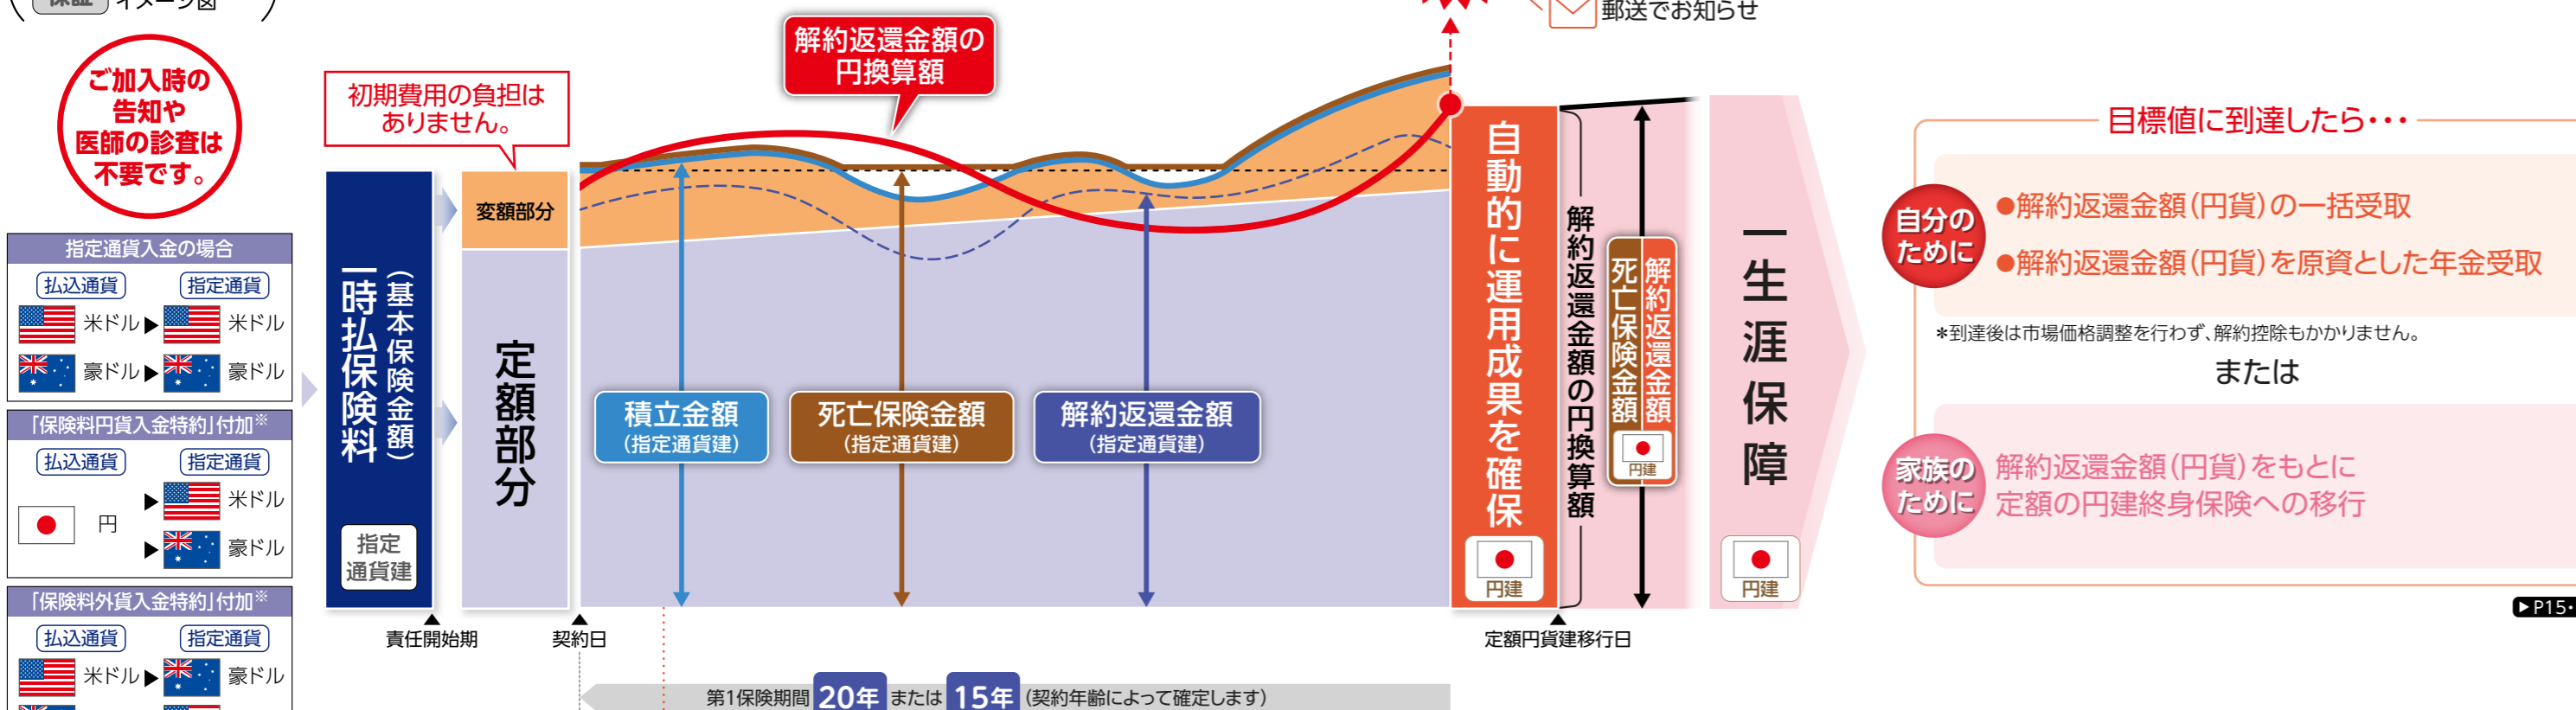 保証 イメージ図
郵送でお知らせ
ご加入時の
告知や
医師の診査は
不要です。
指定通貨入金の場合
払込通貨 指定通貨
米ドル▶ 米ドル
豪ドル▶ 豪ドル
「保険料円貨入金特約」付加※
払込通貨 指定通貨
円 ▶ 米ドル
▶ 豪ドル
「保険料外貨入金特約」付加※
払込通貨 指定通貨
米ドル▶ 豪ドル
初期費用の負担は
ありません。
一時払保険料
(基本保険金額)
指定
通貨建
変額部分
定額部分
解約返還金額の
円換算額
積立金額
(指定通貨建)
死亡保険金額
(指定通貨建)
解約返還金額
(指定通貨建)
自動的に運用成果を確保
円建
解約返還金額の円換算額
死亡保険金額
解約返還金額
円建
一生涯保障
円建
▲
責任開始期
▲
契約日
▲
定額円貨建移行日
第1保険期間 20年 または 15年 (契約年齢によって確定します)
目標値に到達したら・・・
自分の
ために
●解約返還金額(円貨)の一括受取
●解約返還金額(円貨)を原資とした年金受取
*到達後は市場価格調整を行わず、解約控除もかかりません。
または
家族の
ために
解約返還金額(円貨)をもとに
定額の円建終身保険への移行
▶P15・